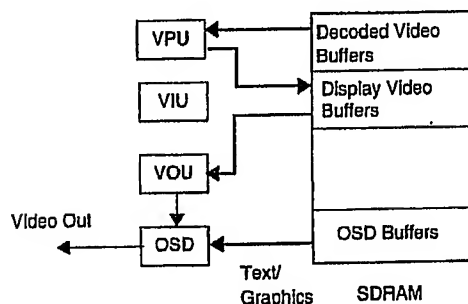 VPU
Decoded Video
Buffers
VIU
Display Video
Buffers
VOU
Video Out
OSD
OSD Buffers
Text/
Graphics
SDRAM